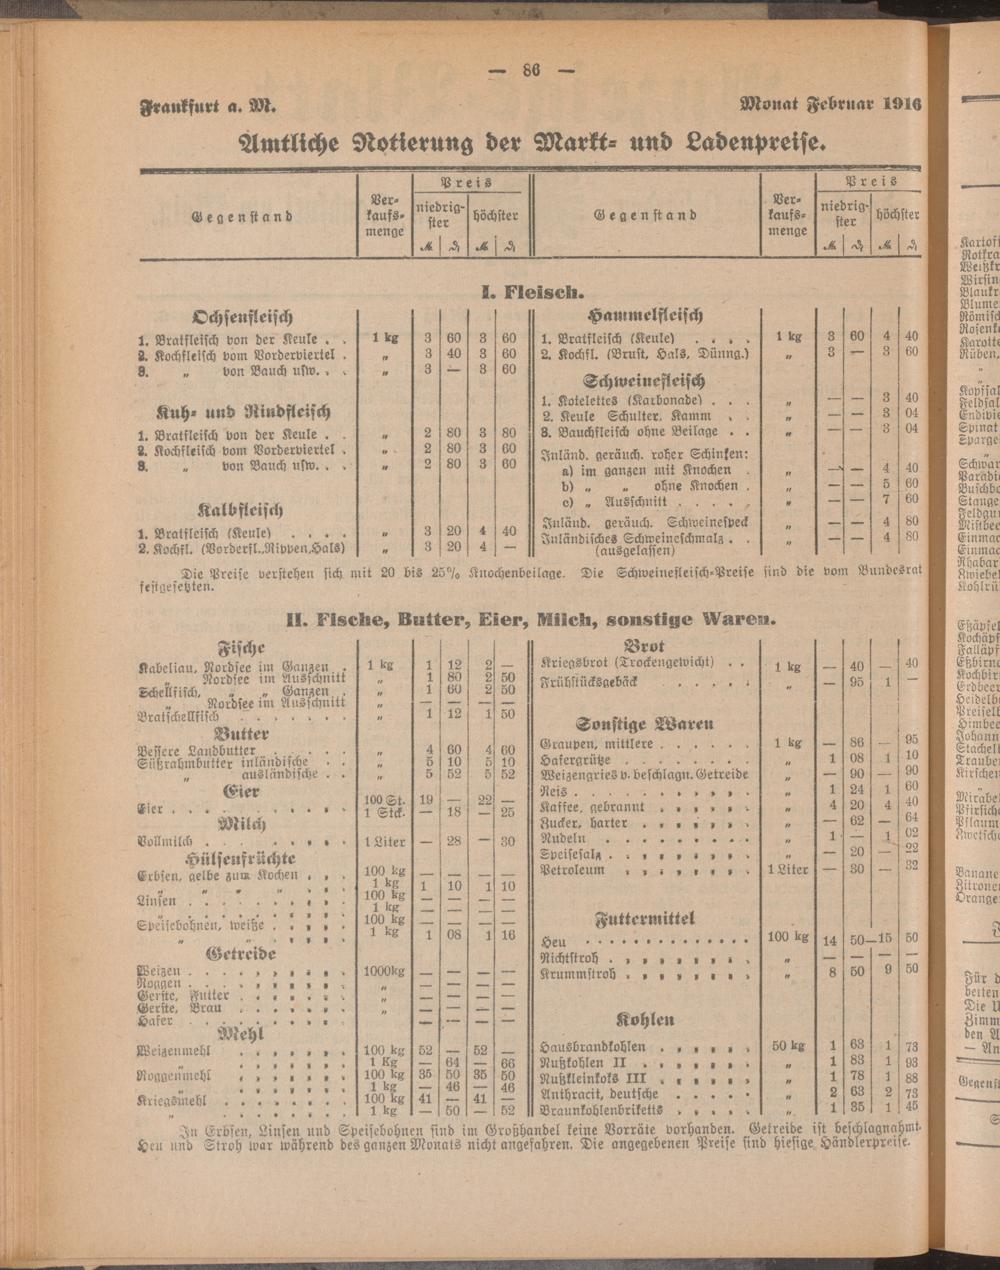 — 86 —
Frankfurt a. M. Monat Februar 1916
Amtliche Notierung der Markt- und Ladenpreise.
Gegenstand Verkaufsmenge Preis niedrigster höchster Gegenstand Verkaufsmenge Preis niedrigster höchster
ℳ ₰ ℳ ₰ ℳ ₰ ℳ ₰
I. Fleisch.
Ochsenfleisch
1. Bratfleisch von der Keule . . 1 kg 3 60 3 60
2. Kochfleisch vom Vorderviertel . „ 3 40 3 60
3. „ von Bauch usw. . . „ 3 — 3 60
Kuh- und Rindfleisch
1. Bratfleisch von der Keule . . „ 2 80 3 80
2. Kochfleisch vom Vorderviertel . „ 2 80 3 60
3. „ von Bauch usw. . . „ 2 80 3 60
Kalbfleisch
1. Bratfleisch (Keule) . . . . „ 3 20 4 40
2. Kochfl. (Vorderfl., Rippen, Hals) „ 3 20 4 —
Hammelfleisch
1. Bratfleisch (Keule) . . . . 1 kg 3 60 4 40
2. Kochfl. (Brust, Hals, Dünng.) „ 3 — 3 60
Schweinefleisch
1. Kotelettes (Karbonade) . . . „ — — 3 40
2. Keule Schulter, Kamm . . „ — — 3 04
3. Bauchfleisch ohne Beilage . . „ — — 3 04
Inländ. geräuch. roher Schinken:
a) im ganzen mit Knochen . „ — — 4 40
b) „ „ ohne Knochen . „ — — 5 60
c) „ Ausschnitt . . . . . „ — — 7 60
Inländ. geräuch. Schweinespeck „ — — 4 80
Inländisches Schweineschmalz . . „ — — 4 80
(ausgelassen)
Die Preise verstehen sich mit 20 bis 25% Knochenbeilage. Die Schweinefleisch-Preise sind die vom Bundesrat
festgesetzten.
II. Fische, Butter, Eier, Milch, sonstige Waren.
Fische
Kabeliau, Nordsee im Ganzen . 1 kg 1 12 2 —
„ Nordsee im Ausschnitt „ 1 80 2 50
Schellfisch, „ „ Ganzen . „ 1 60 2 50
„ Nordsee im Ausschnitt „ — — — —
Bratschellfisch . . . . . . . „ 1 12 1 50
Butter
Bessere Landbutter . . . . . „ 4 60 4 60
Süßrahmbutter inländische . . „ 5 10 5 10
„ ausländische . . „ 5 52 5 52
Eier
Eier . . . . . . . . . . . 100 St. 19 — 22 —
1 Stck. — 18 — 25
Milch
Vollmilch . . . . . . . . . 1 Liter — 28 — 30
Hülsenfrüchte
Erbsen, gelbe zum Kochen . . . 100 kg — — — —
„ „ „ „ . . . 1 kg 1 10 1 10
Linsen . . . . . . . . . . 100 kg — — — —
„ . . . . . . . . . . 1 kg — — — —
Speisebohnen, weiße . . . . . 100 kg — — — —
„ „ . . . . . 1 kg 1 08 1 16
Getreide
Weizen . . . . . . . . . . 1000kg — — — —
Roggen . . . . . . . . . . „ — — — —
Gerste, Futter . . . . . . . „ — — — —
Gerste, Brau . . . . . . . „ — — — —
Hafer . . . . . . . . . . — — — —
Mehl
Weizenmehl . . . . . . . 100 kg 52 — 52 —
1 Kg — 64 — 66
Roggenmehl . . . . . . . 100 kg 35 50 35 50
1 kg — 46 — 46
Kriegsmehl . . . . . . . . 100 kg 41 — 41 —
„ . . . . . . . . 1 kg — 50 — 52
Brot
Kriegsbrot (Trockengewicht) . . 1 kg — 40 — 40
Frühstücksgebäck . . . . . „ — 95 1 —
Sonstige Waren
Graupen, mittlere . . . . . . 1 kg — 86 — 95
Hafergrütze . . . . . . . . „ 1 08 1 10
Weizengries v. beschlagn. Getreide „ — 90 — 90
Reis . . . . . . . . . . . „ 1 24 1 60
Kaffee, gebrannt . . . . . . „ 4 20 4 40
Zucker, harter . . . . . . . „ — 62 — 64
Nudeln . . . . . . . . . „ 1 — 1 02
Speisesalz . . . . . . . . . „ — 20 — 22
Petroleum . . . . . . . . 1 Liter — 30 — 32
Futtermittel
Heu . . . . . . . . . . . 100 kg 14 50—15 50
Richtstroh . . . . . . . . . „ — — — —
Krummstroh . . . . . . . . „ 8 50 9 50
Kohlen
Hausbrandkohlen . . . . . . 50 kg 1 63 1 73
Nußkohlen II . . . . . . . „ 1 83 1 93
Nußkleinkoks III . . . . . . „ 1 78 1 88
Anthracit, deutsche . . . . . „ 2 63 2 73
Braunkohlenbriketts . . . . . „ 1 35 1 45
In Erbsen, Linsen und Speisebohnen sind im Großhandel keine Vorräte vorhanden. Getreide ist beschlagnahmt.
Heu und Stroh war während des ganzen Monats nicht angefahren. Die angegebenen Preise sind hiesige Händlerpreise.